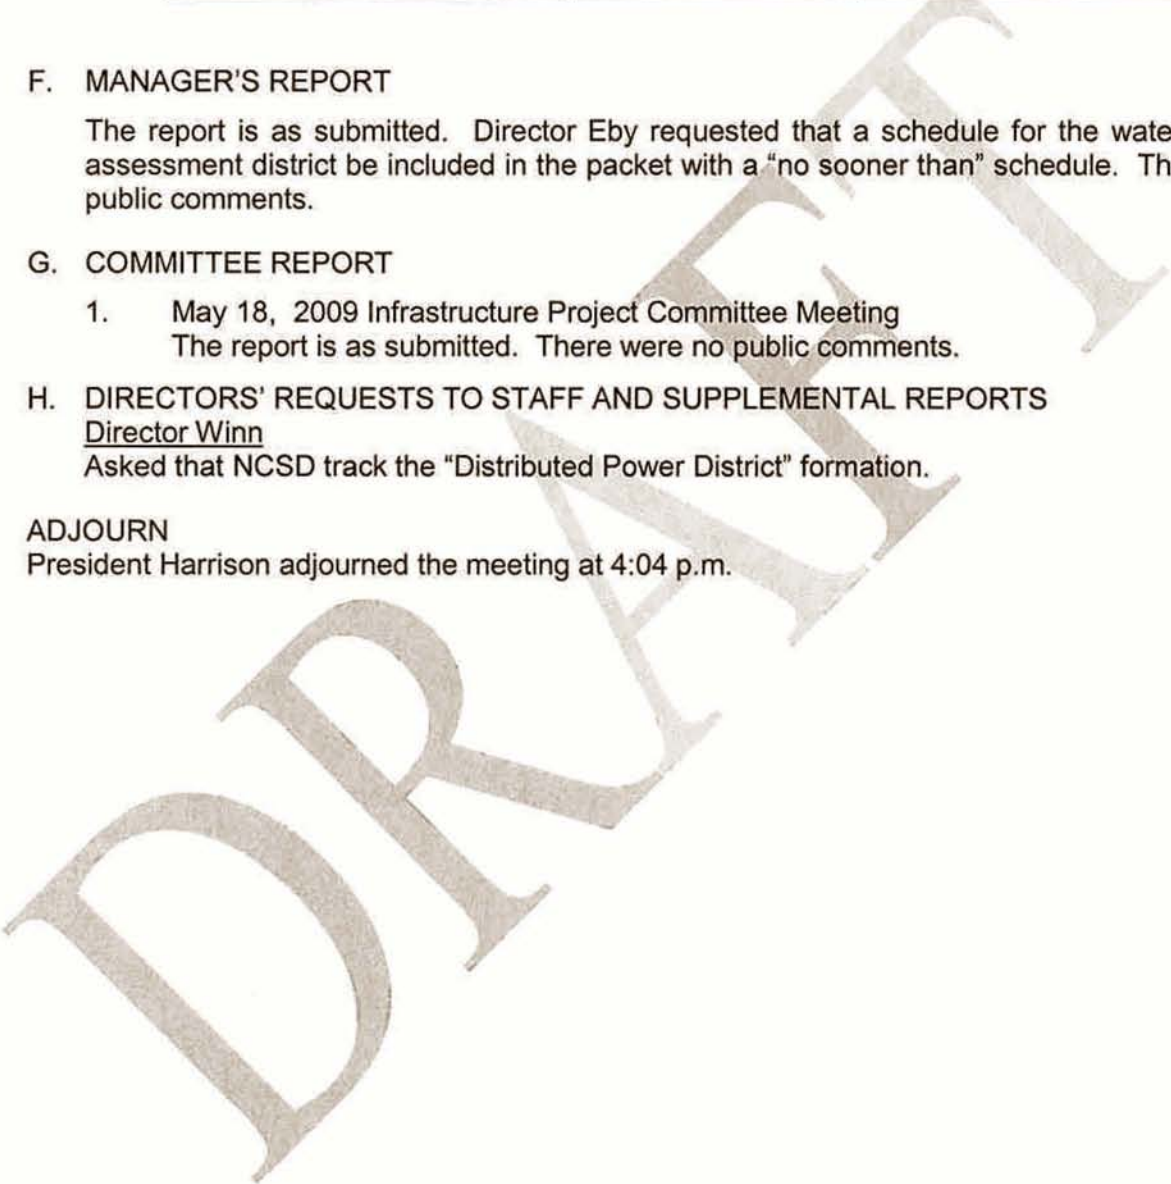 F. MANAGER'S REPORT
The report is as submitted. Director Eby requested that a schedule for the
assessment district be included in the packet with a "no sooner than" schedule.
public comments.
G. COMMITTEE REPORT
1. May 18, 2009 Infrastructure Project Committee Meeting
The report is as submitted. There were no public comments.
H. DIRECTORS' REQUESTS TO STAFF AND SUPPLEMENTAL REPORTS
Director Winn
Asked that NCSD track the "Distributed Power District" formation.
ADJOURN
President Harrison adjourned the meeting at 4:04 p.m.
DRAFT